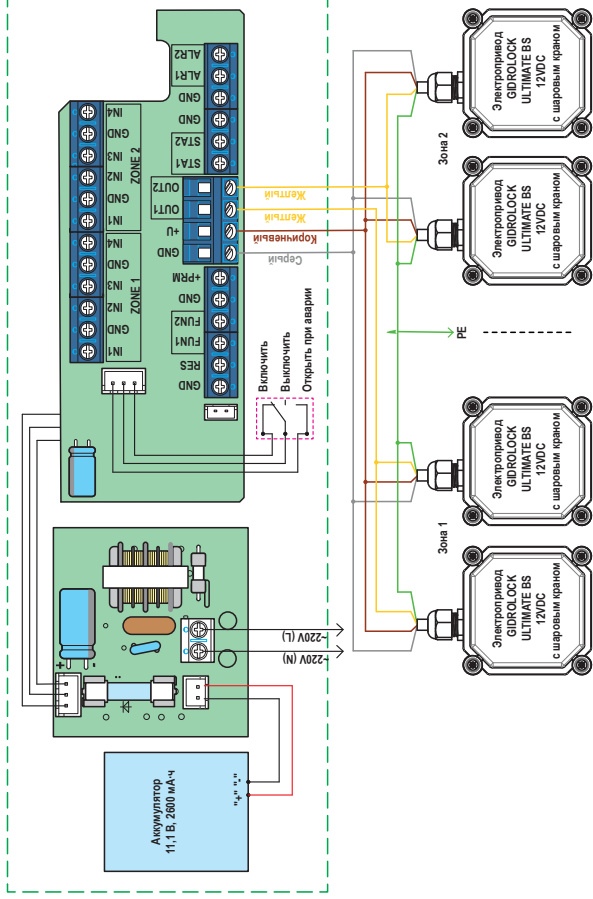 Аккумулятор
11,1 В, 2600 мА·ч
"+" "-"
+
-
~220V (N)
~220V (L)
IN1
GND
IN2
IN3
GND
IN4
ZONE 1
IN1
GND
IN2
IN3
GND
IN4
ZONE 2
GND
RES
FUN1
FUN2
GND
+PRM
GND
+U
OUT1
OUT2
STA1
STA2
GND
GND
ALR1
ALR2
Серый
Коричневый
Желтый
Желтый
Включить
Выключить
Открыть при аварии
Зона 1
PE
Зона 2
Электропривод
GIDROLOCK
ULTIMATE BS
12VDC
с шаровым краном
Электропривод
GIDROLOCK
ULTIMATE BS
12VDC
с шаровым краном
Электропривод
GIDROLOCK
ULTIMATE BS
12VDC
с шаровым краном
Электропривод
GIDROLOCK
ULTIMATE BS
12VDC
с шаровым краном